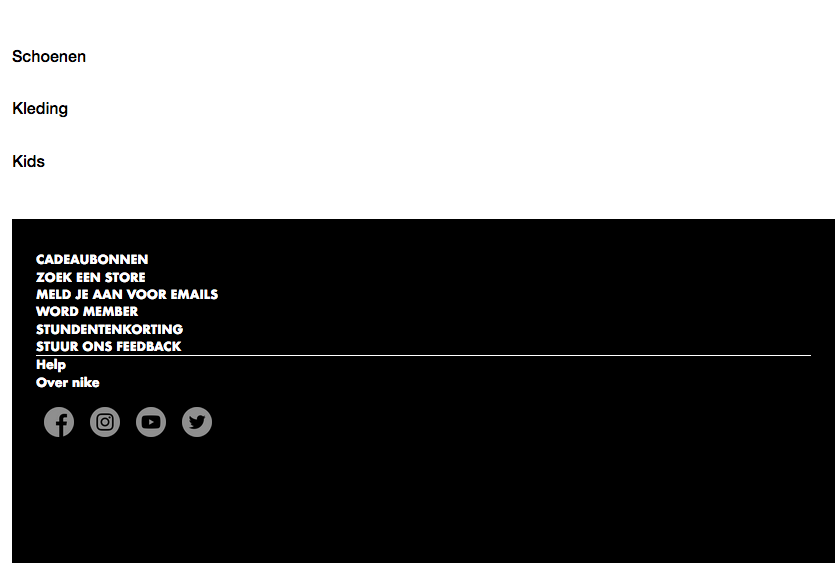 Schoenen
Kleding
Kids
CADEAUBONNEN
ZOEK EEN STORE
MELD JE AAN VOOR EMAILS
WORD MEMBER
STUNDENTENKORTING
STUUR ONS FEEDBACK
Help
Over nike